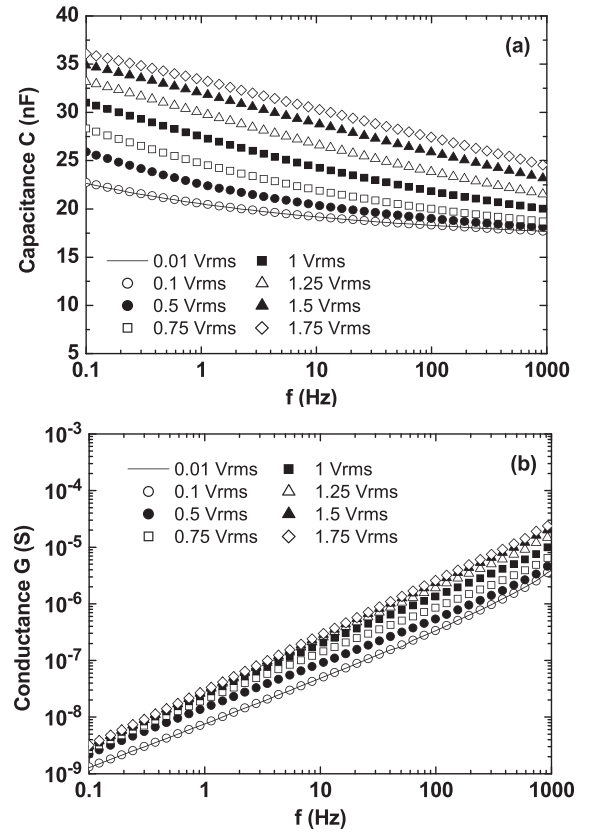 40
35
30
25
20
15
10
5
Capacitance C (nF)
(a)
0.01 Vrms
0.1 Vrms
0.5 Vrms
0.75 Vrms
1 Vrms
1.25 Vrms
1.5 Vrms
1.75 Vrms
0.1 1 10 100 1000
f (Hz)
10-3
10-4
10-5
10-6
10-7
10-8
10-9
Conductance G (S)
(b)
0.01 Vrms
0.1 Vrms
0.5 Vrms
0.75 Vrms
1 Vrms
1.25 Vrms
1.5 Vrms
1.75 Vrms
0.1 1 10 100 1000
f (Hz)